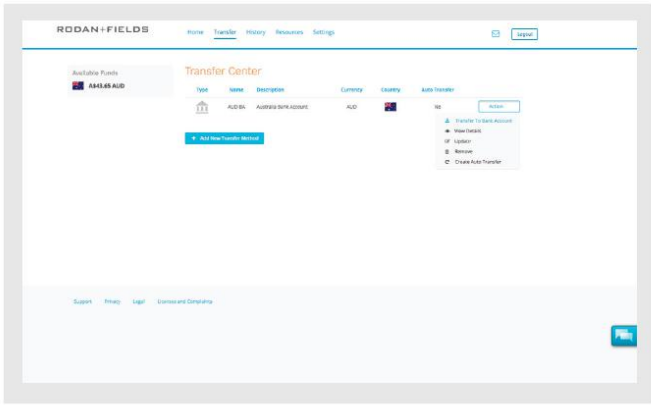 RODAN+FIELDS
Home Transfer History Resources Settings
Logout
Available Funds
A$43.65 AUD
Transfer Center
Type Name Description Currency Country Auto Transfer
AUD BA Australia Bank Account AUD No Action
Transfer To Bank Account
View Details
Update
Remove
Create Auto Transfer
+ Add New Transfer Method
Support Privacy Legal Licenses and Complaints